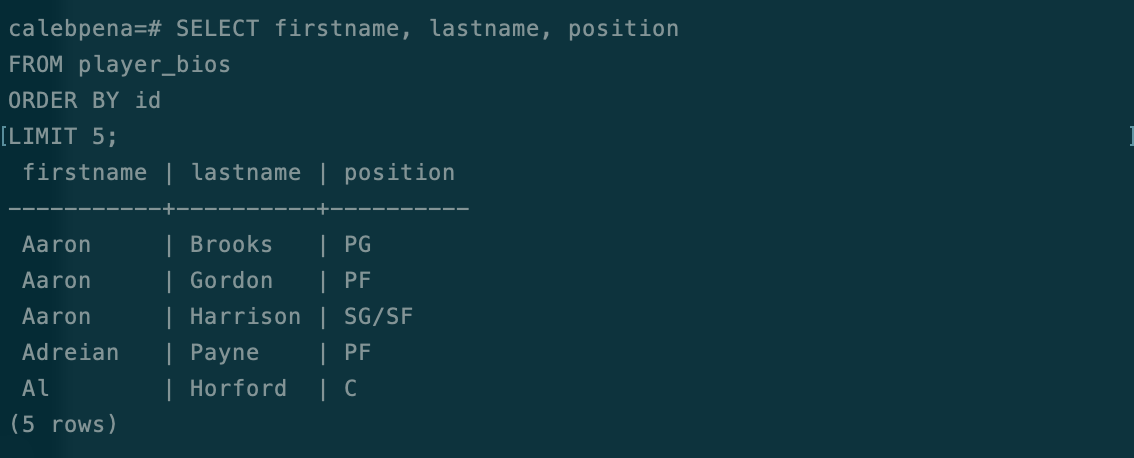 calebpena=# SELECT firstname, lastname, position
FROM player_bios
ORDER BY id
[LIMIT 5; ]
 firstname | lastname | position
-----------+----------+----------
 Aaron     | Brooks   | PG
 Aaron     | Gordon   | PF
 Aaron     | Harrison | SG/SF
 Adreian   | Payne    | PF
 Al        | Horford  | C
(5 rows)